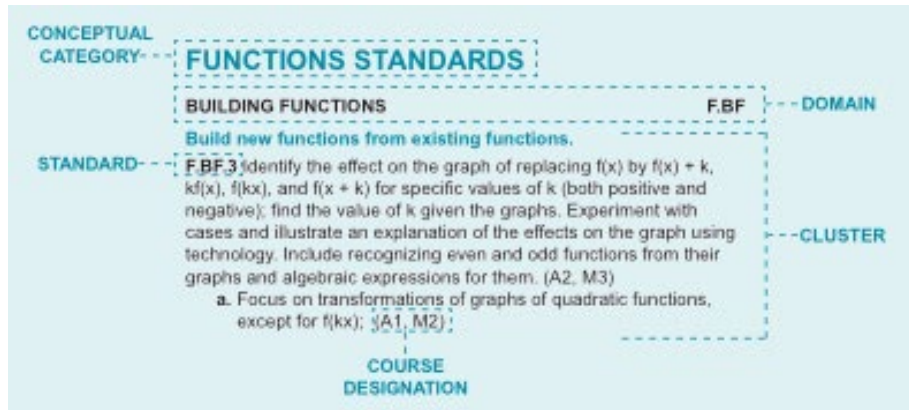 CONCEPTUAL
CATEGORY
FUNCTIONS STANDARDS
BUILDING FUNCTIONS F.BF
DOMAIN
Build new functions from existing functions.
STANDARD
F.BF.3 Identify the effect on the graph of replacing f(x) by f(x) + k,
kf(x), f(kx), and f(x + k) for specific values of k (both positive and
negative); find the value of k given the graphs. Experiment with
cases and illustrate an explanation of the effects on the graph using
technology. Include recognizing even and odd functions from their
graphs and algebraic expressions for them. (A2, M3)
CLUSTER
a. Focus on transformations of graphs of quadratic functions,
except for f(kx); (A1, M2)
COURSE
DESIGNATION